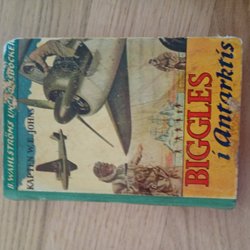 B. WAHLSTRÖMS UNGDOMSBÖCKER
KAPTEN W. E. JOHNS
BIGGLES
i Antarktis